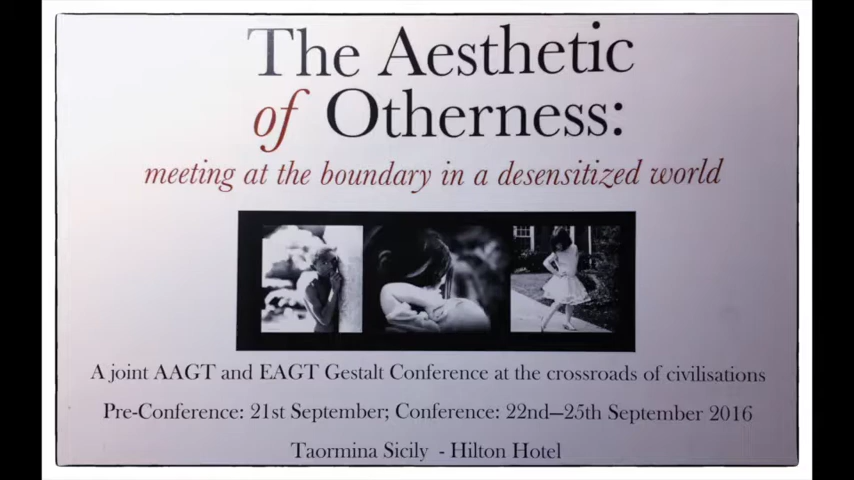 The Aesthetic
of Otherness:
meeting at the boundary in a desensitized world
A joint AAGT and EAGT Gestalt Conference at the crossroads of civilisations
Pre-Conference: 21st September; Conference: 22nd—25th September 2016
Taormina Sicily - Hilton Hotel